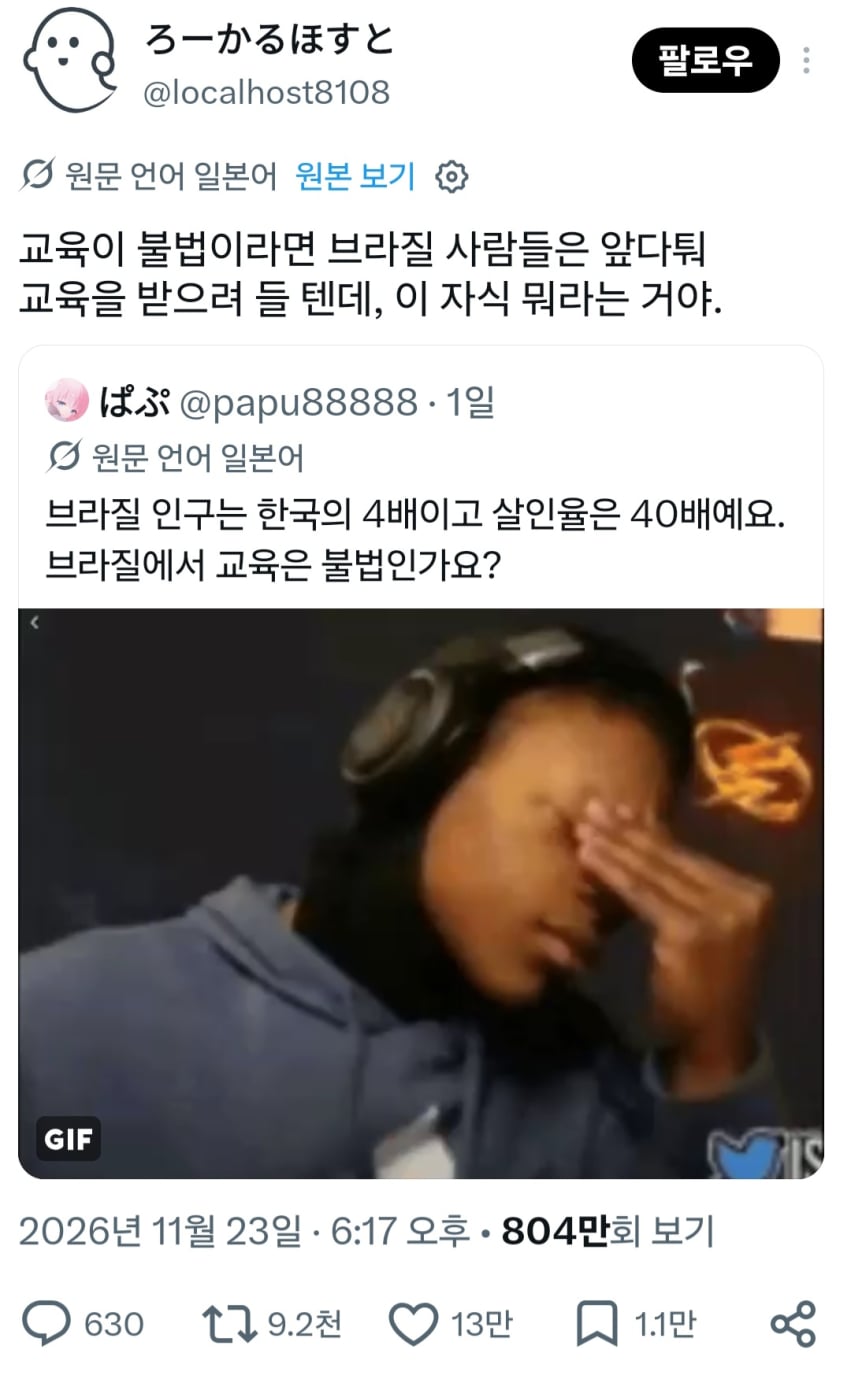 ろーかるほすと
@localhost8108
팔로우
원문 언어 일본어 원본 보기
교육이 불법이라면 브라질 사람들은 앞다퉈
교육을 받으려 들 텐데, 이 자식 뭐라는 거야.
ぱぷ @papu88888 · 1일
원문 언어 일본어
브라질 인구는 한국의 4배이고 살인율은 40배예요.
브라질에서 교육은 불법인가요?
GIF
IS
2026년 11월 23일 · 6:17 오후 · 804만회 보기
630 9.2천 13만 1.1만